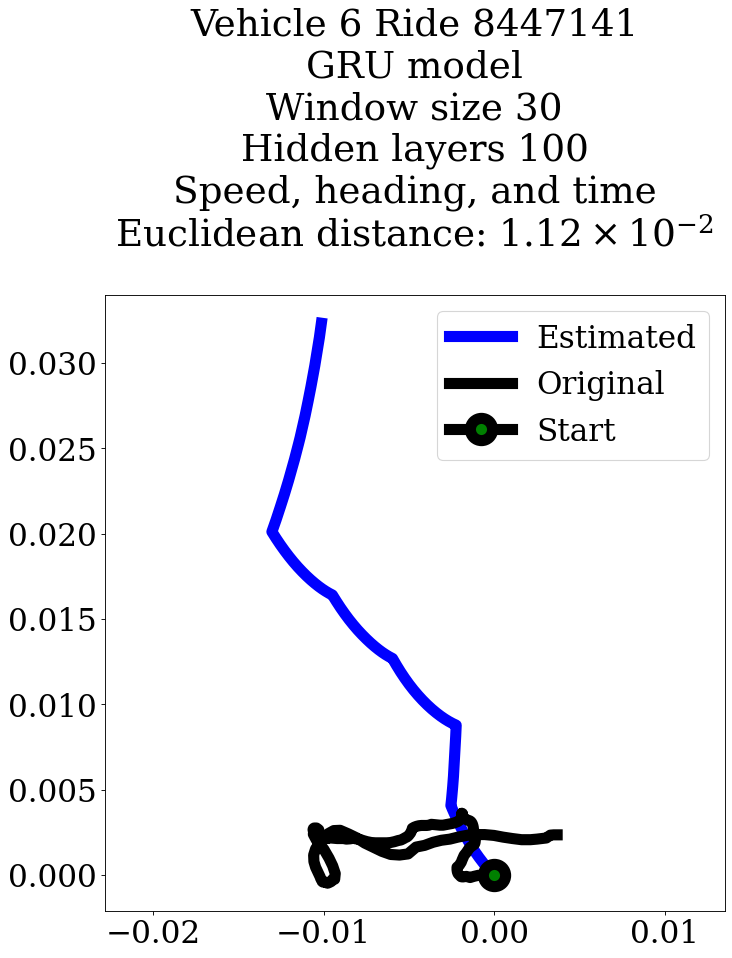 Vehicle 6 Ride 8447141
GRU model
Window size 30
Hidden layers 100
Speed, heading, and time
Euclidean distance: 1.12 × 10⁻²
Estimated
Original
Start
0.030
0.025
0.020
0.015
0.010
0.005
0.000
−0.02 −0.01 0.00 0.01